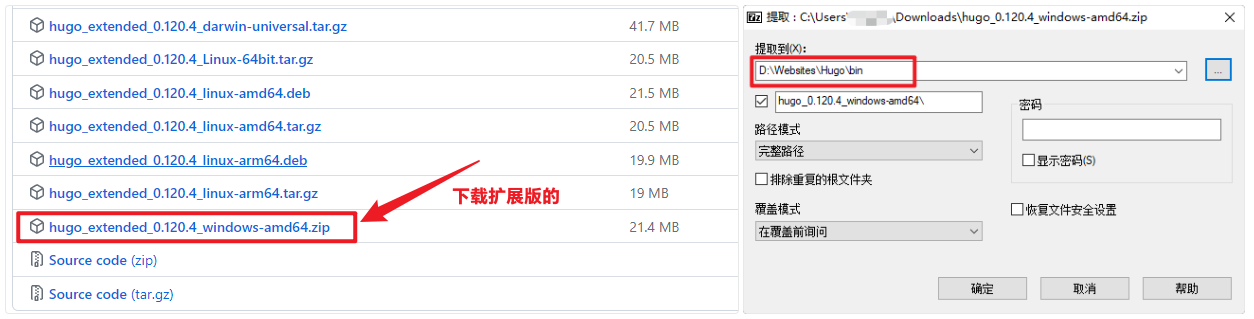 hugo_extended_0.120.4_darwin-universal.tar.gz 41.7 MB
hugo_extended_0.120.4_Linux-64bit.tar.gz 20.5 MB
hugo_extended_0.120.4_linux-amd64.deb 21.5 MB
hugo_extended_0.120.4_linux-amd64.tar.gz 20.5 MB
hugo_extended_0.120.4_linux-arm64.deb 19.9 MB
hugo_extended_0.120.4_linux-arm64.tar.gz 19 MB
下载扩展版的
hugo_extended_0.120.4_windows-amd64.zip 21.4 MB
Source code (zip)
Source code (tar.gz)
提取 : C:\Users\ \Downloads\hugo_0.120.4_windows-amd64.zip
提取到(X):
D:\Websites\Hugo\bin
...
hugo_0.120.4_windows-amd64\
密码
路径模式
完整路径
显示密码(S)
排除重复的根文件夹
覆盖模式
恢复文件安全设置
在覆盖前询问
确定 取消 帮助